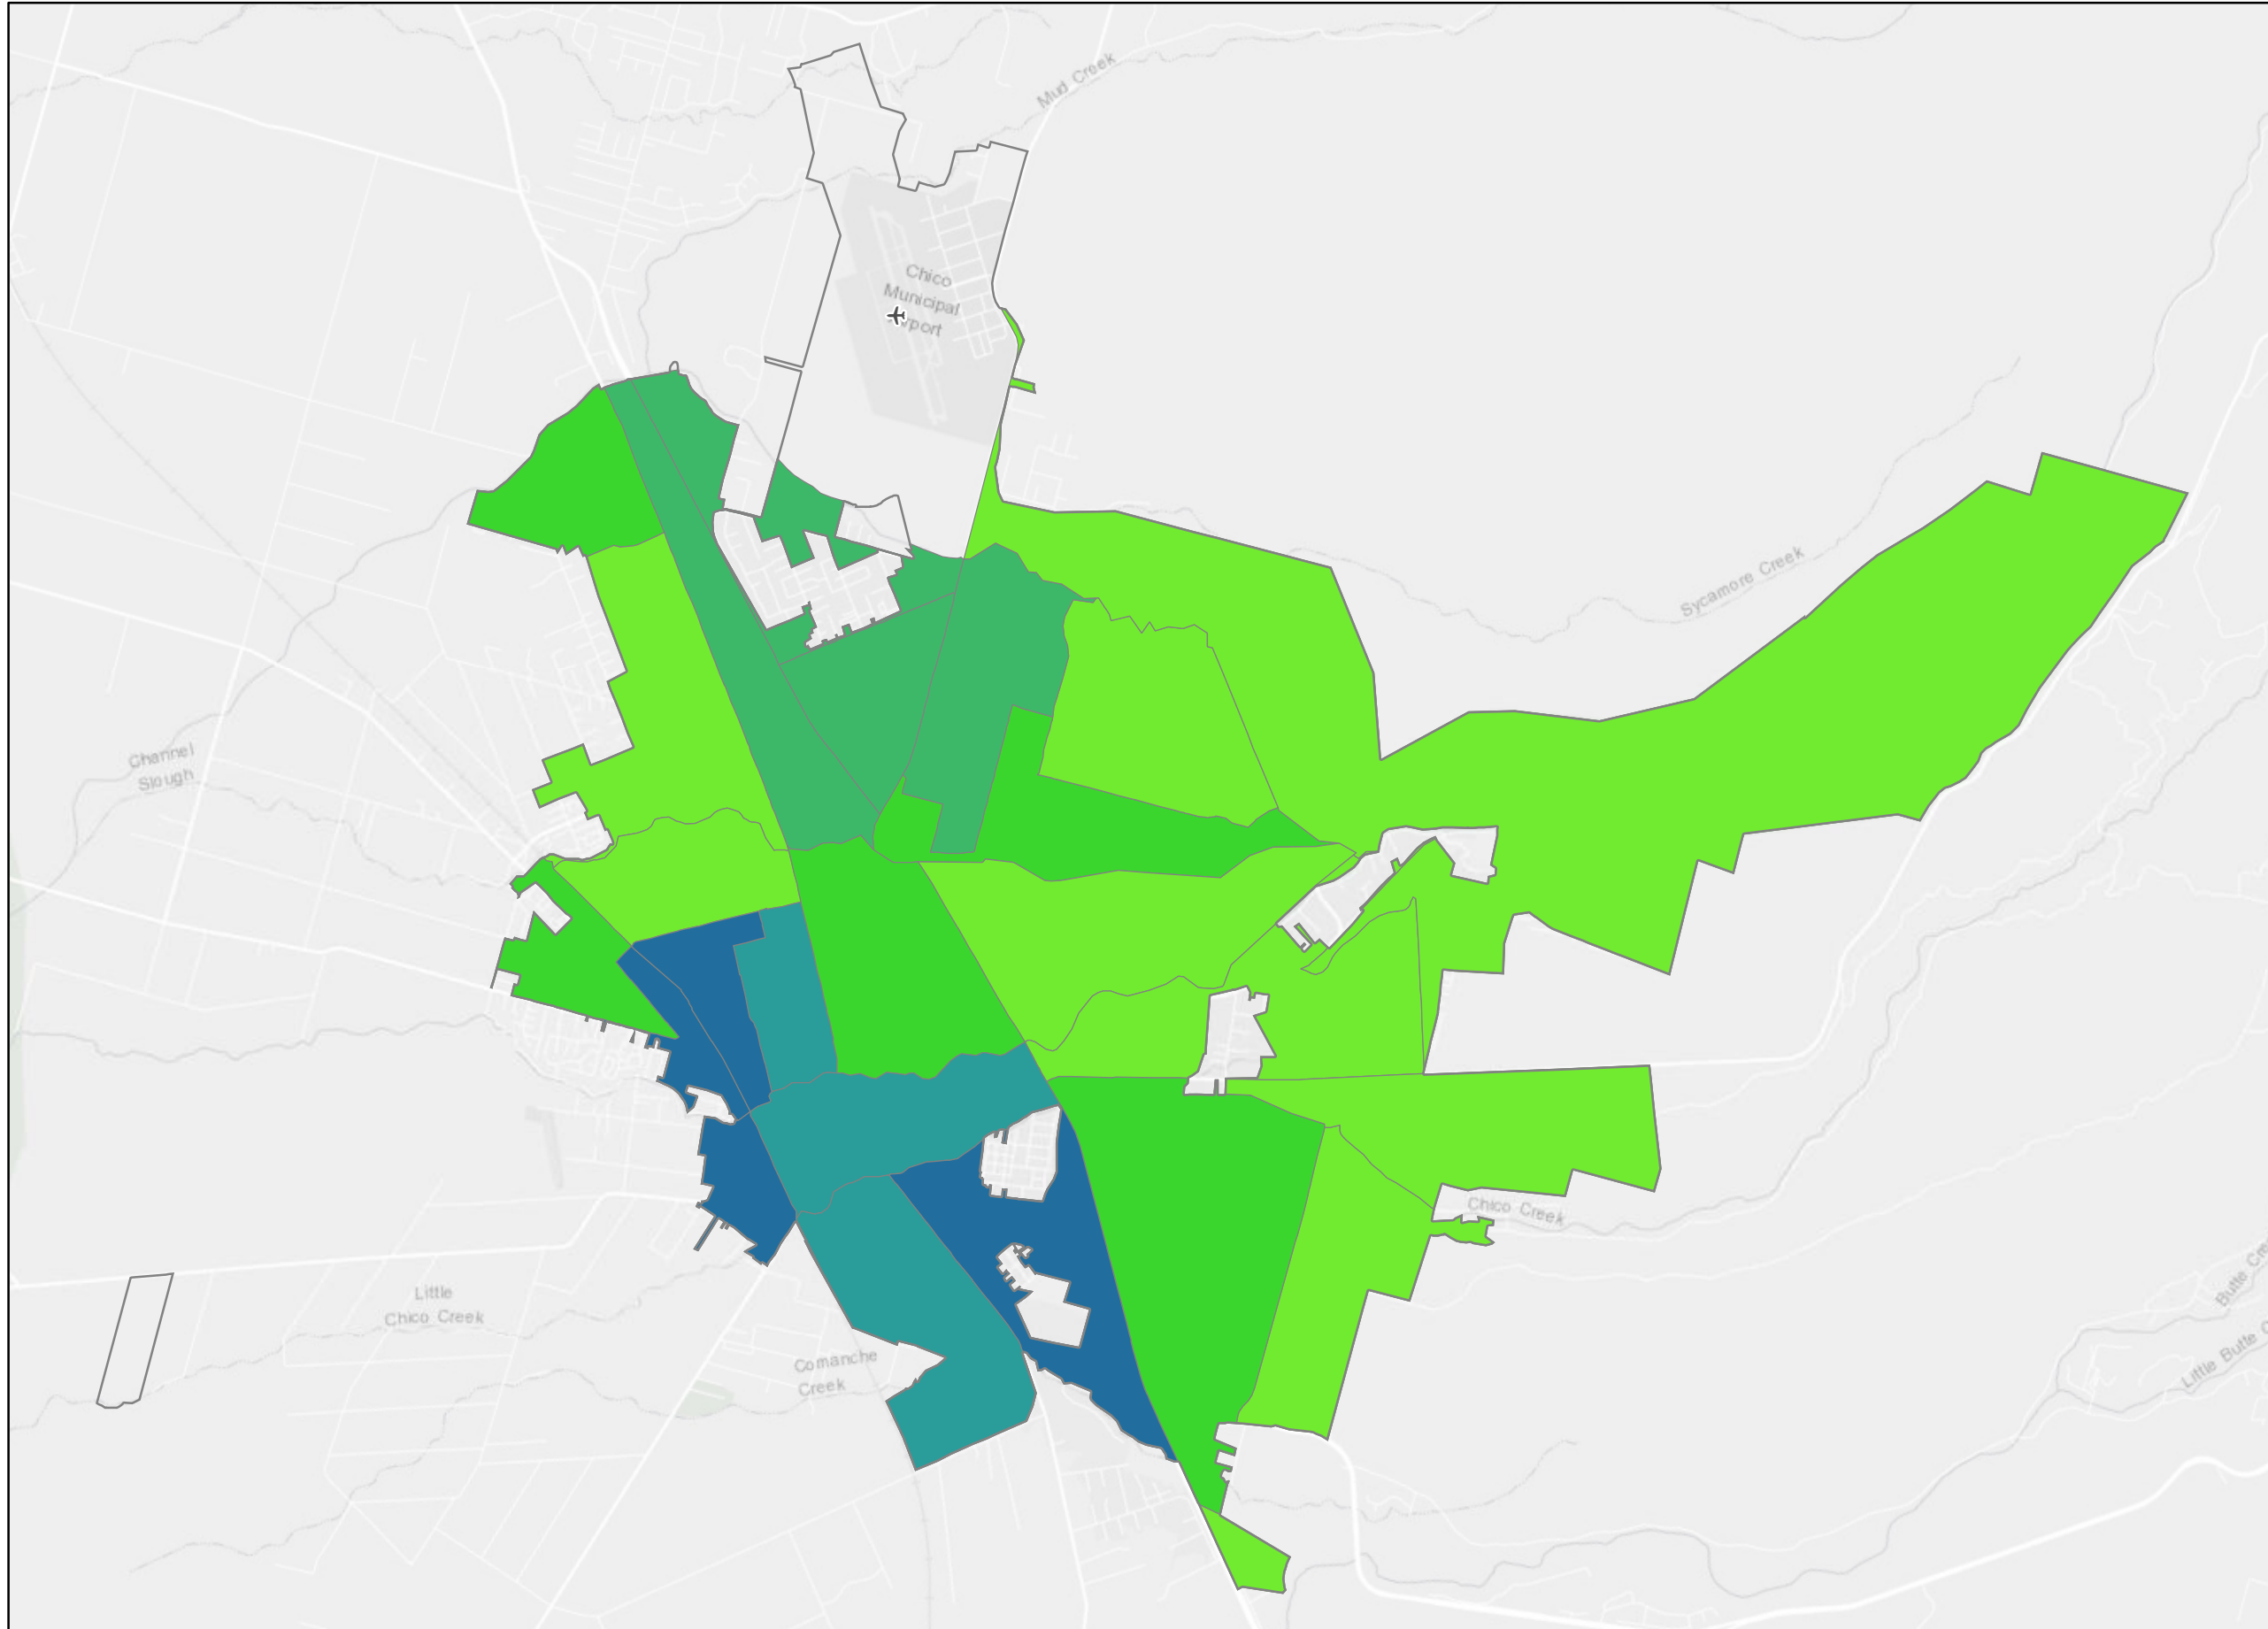 Mud Creek
Chico
Municipal
Airport
Sycamore Creek
Channel
Slough
Chico Creek
Little
Chico Creek
Comanche
Creek
Butte Cree
Little Butte C